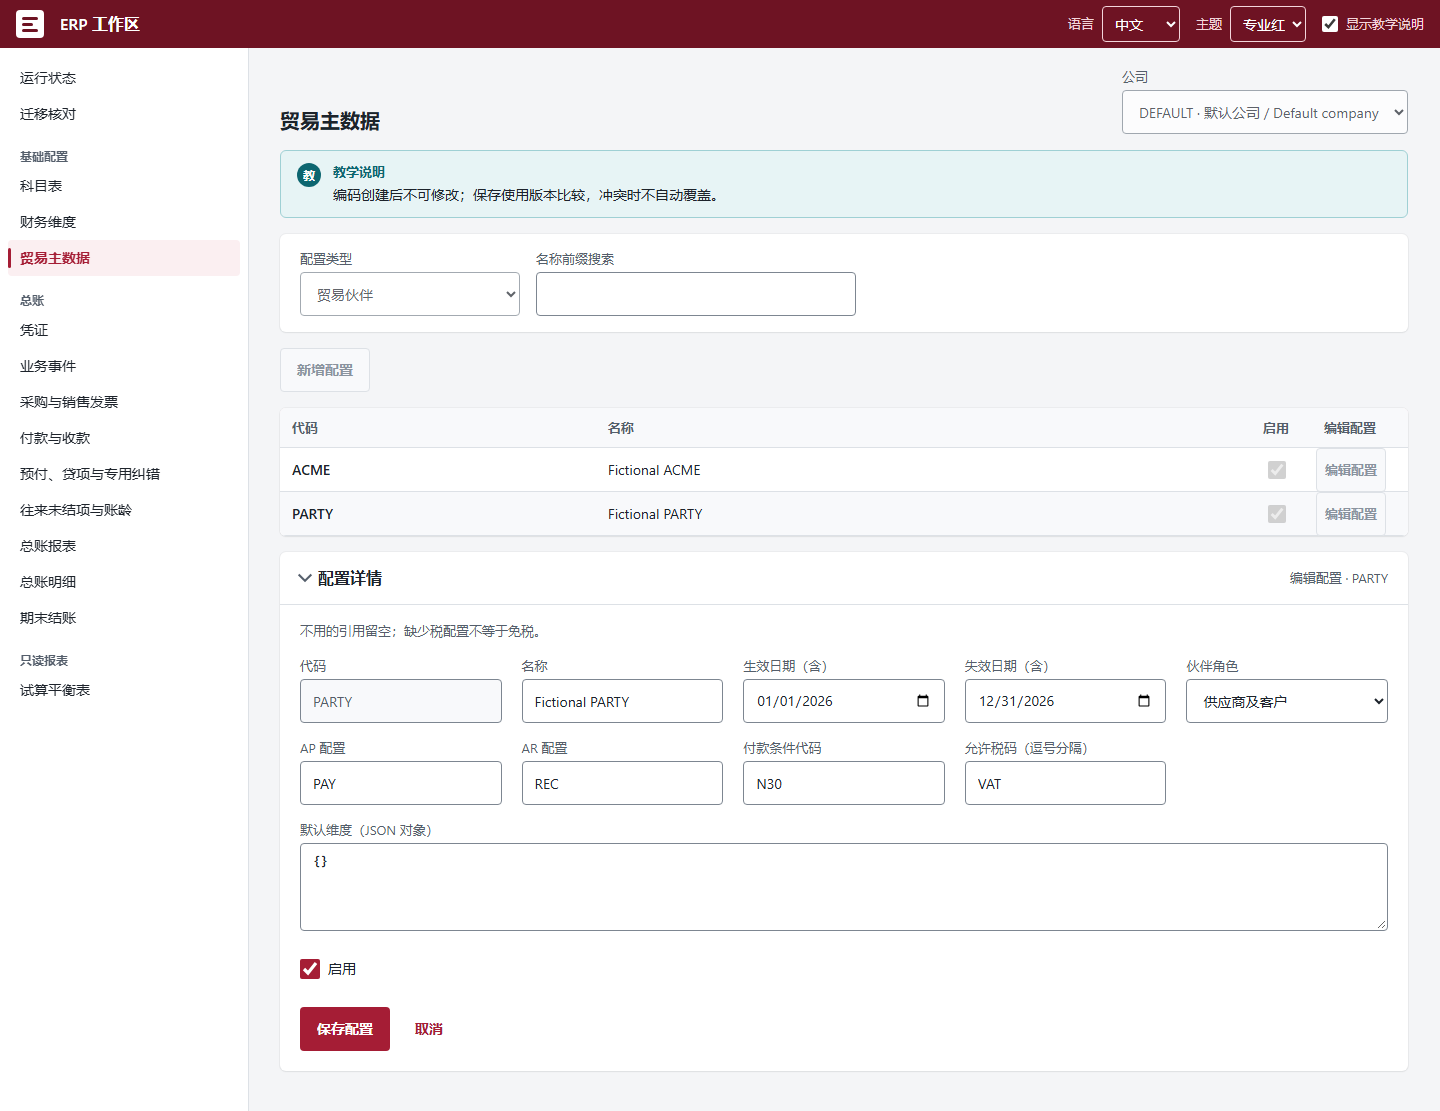 ERP 工作区
语言 中文 主题 专业红 显示教学说明
运行状态
迁移核对
基础配置
科目表
财务维度
贸易主数据
总账
凭证
业务事件
采购与销售发票
付款与收款
预付、贷项与专用纠错
往来未结项与账龄
总账报表
总账明细
期末结账
只读报表
试算平衡表
公司
贸易主数据
DEFAULT · 默认公司 / Default company
教 教学说明
编码创建后不可修改；保存使用版本比较，冲突时不自动覆盖。
配置类型 名称前缀搜索
贸易伙伴
新增配置
代码 名称 启用 编辑配置
ACME Fictional ACME 编辑配置
PARTY Fictional PARTY 编辑配置
配置详情 编辑配置 · PARTY
不用的引用留空；缺少税配置不等于免税。
代码 名称 生效日期（含） 失效日期（含） 伙伴角色
PARTY Fictional PARTY 01/01/2026 12/31/2026 供应商及客户
AP 配置 AR 配置 付款条件代码 允许税码（逗号分隔）
PAY REC N30 VAT
默认维度（JSON 对象）
{}
启用
保存配置 取消